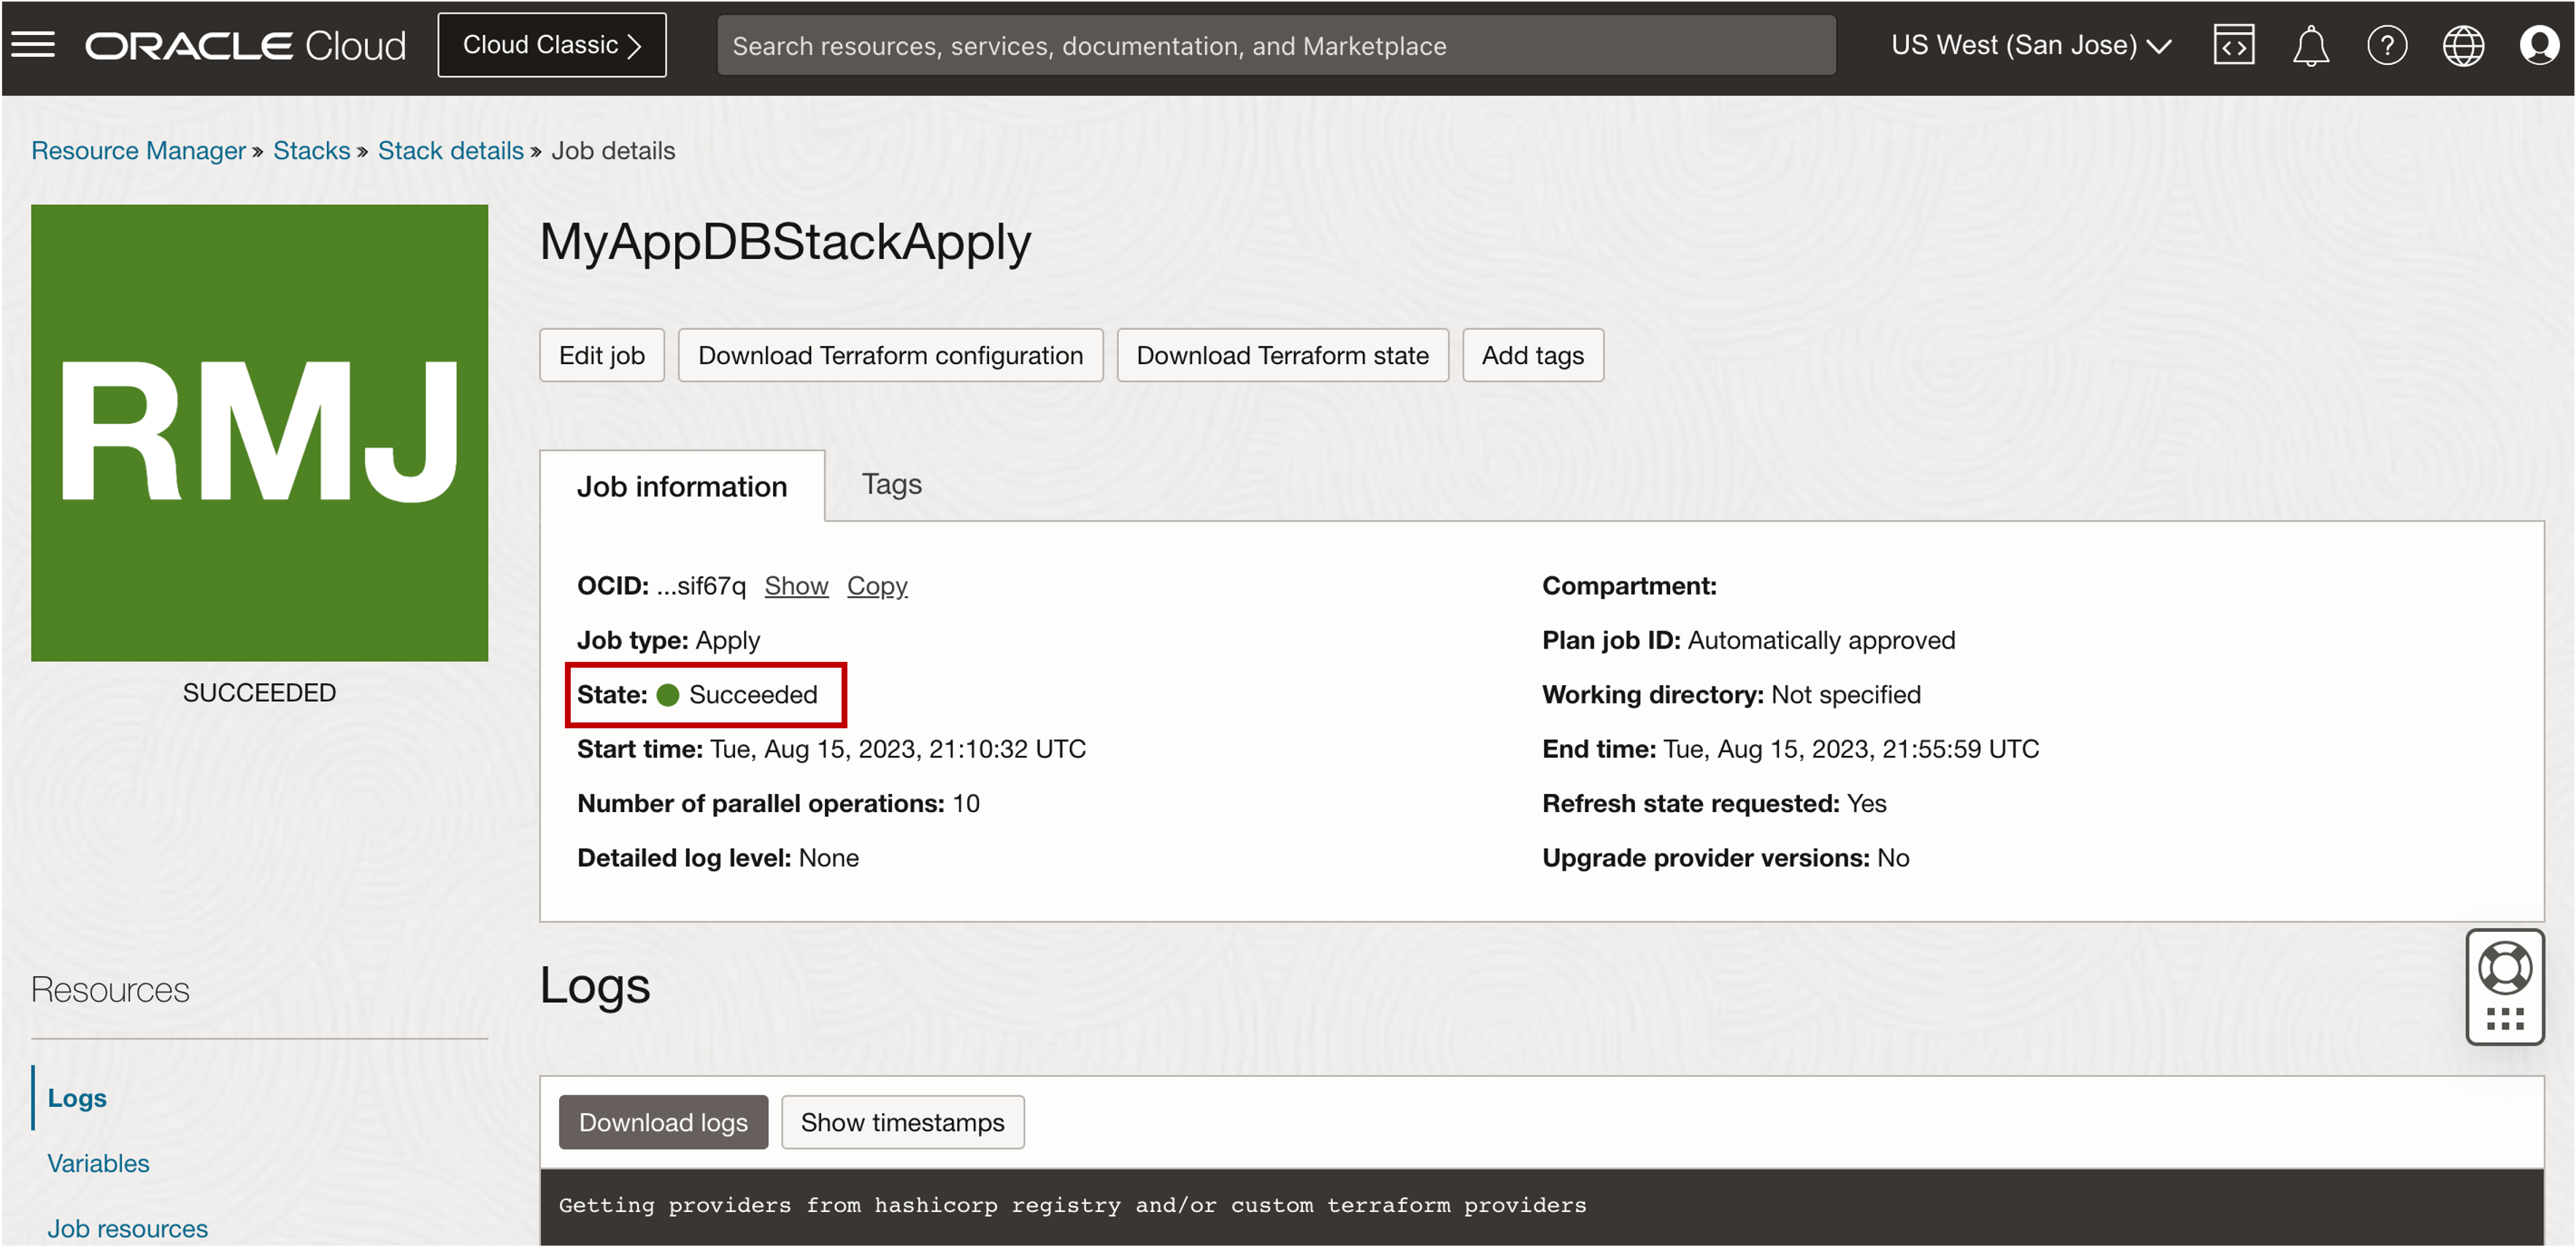 ORACLE Cloud
Cloud Classic
Search resources, services, documentation, and Marketplace
US West (San Jose)
Resource Manager » Stacks » Stack details » Job details
RMJ
SUCCEEDED
MyAppDBStackApply
Edit job
Download Terraform configuration
Download Terraform state
Add tags
Job information
Tags
OCID: ...sif67q Show Copy
Job type: Apply
State: Succeeded
Start time: Tue, Aug 15, 2023, 21:10:32 UTC
Number of parallel operations: 10
Detailed log level: None
Compartment:
Plan job ID: Automatically approved
Working directory: Not specified
End time: Tue, Aug 15, 2023, 21:55:59 UTC
Refresh state requested: Yes
Upgrade provider versions: No
Resources
Logs
Variables
Job resources
Logs
Download logs
Show timestamps
Getting providers from hashicorp registry and/or custom terraform providers